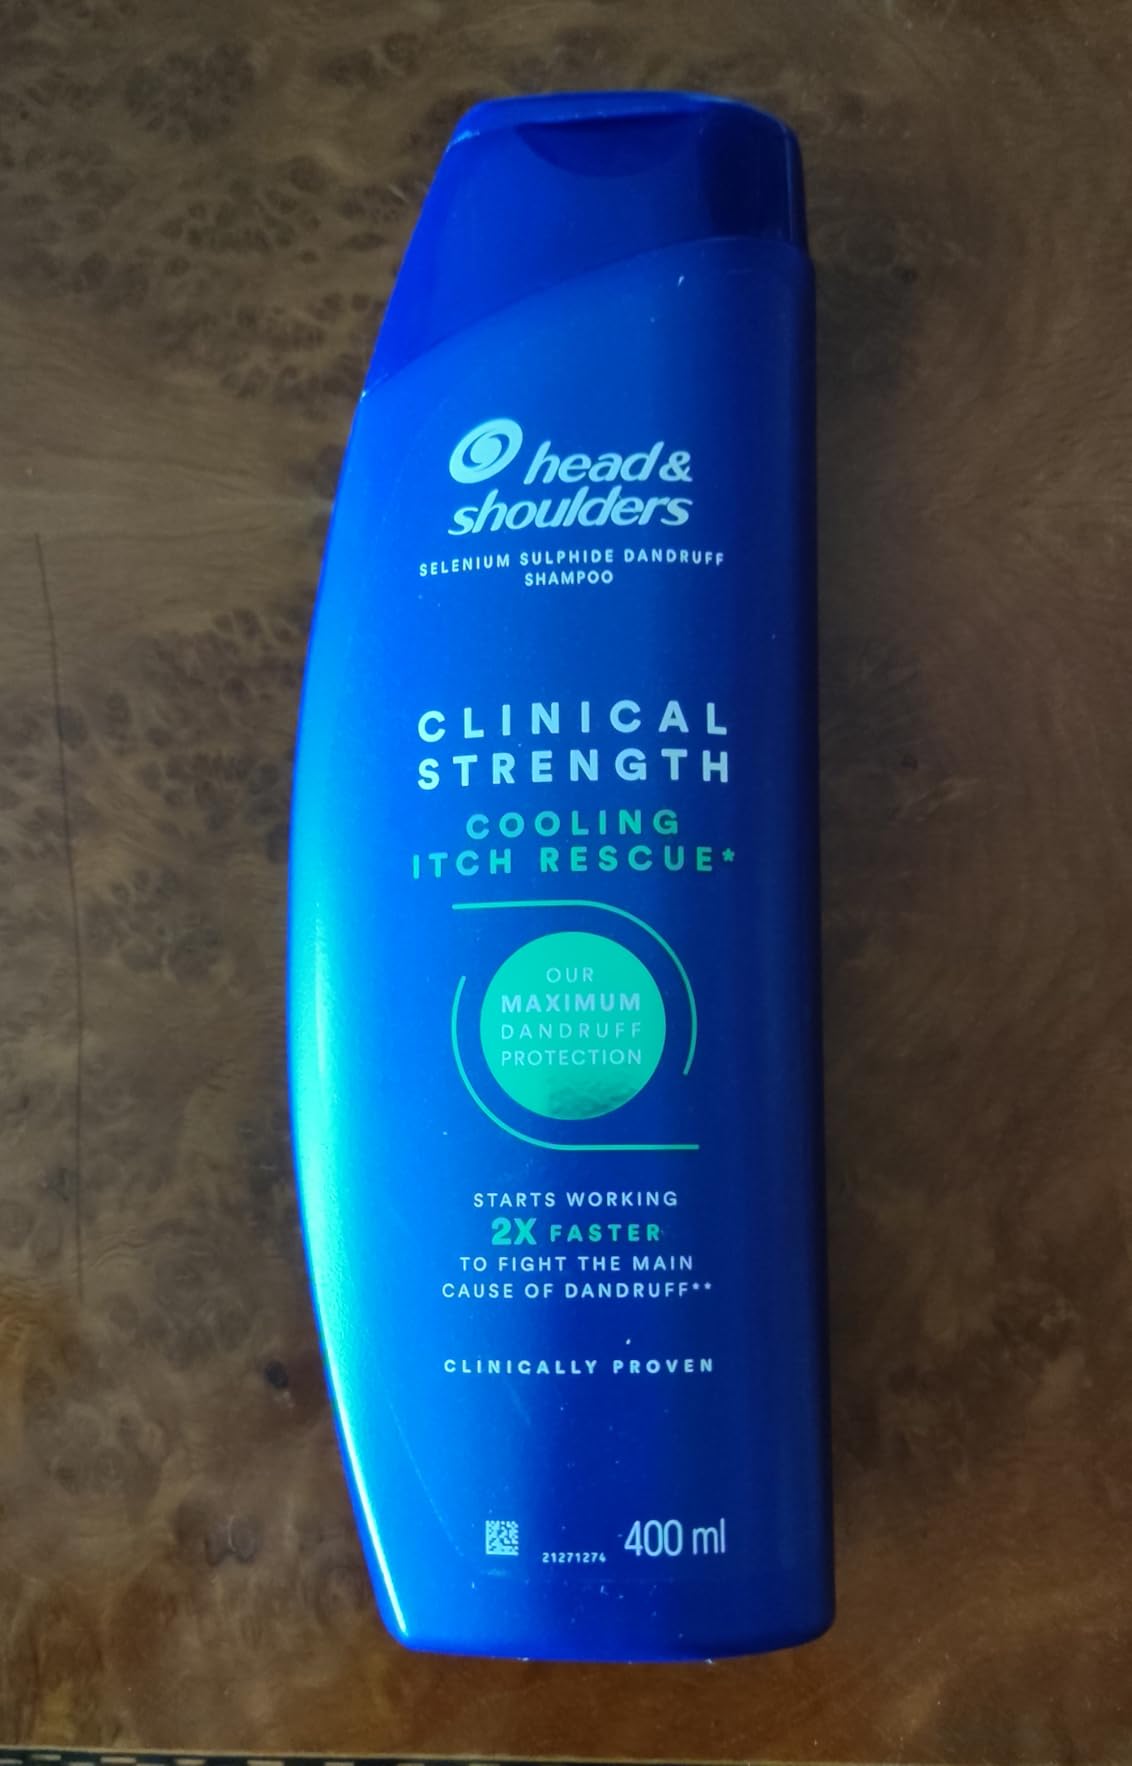 head &
shoulders
SELENIUM SULPHIDE DANDRUFF
SHAMPOO
CLINICAL
STRENGTH
COOLING
ITCH RESCUE*
OUR
MAXIMUM
DANDRUFF
PROTECTION
STARTS WORKING
2X FASTER
TO FIGHT THE MAIN
CAUSE OF DANDRUFF**
CLINICALLY PROVEN
21271274 400 ml